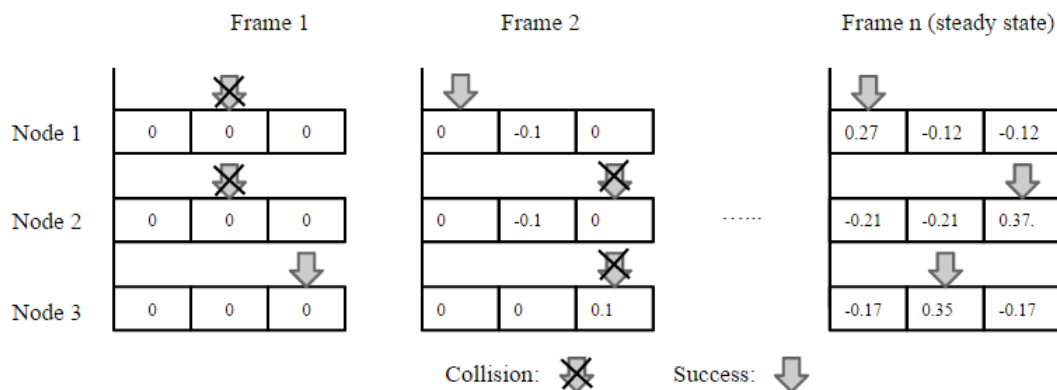 Frame 1 Frame 2 Frame n (steady state)
Node 1 0 0 0 0 -0.1 0 0.27 -0.12 -0.12
Node 2 0 0 0 0 -0.1 0 ...... -0.21 -0.21 0.37.
Node 3 0 0 0 0 0 0.1 -0.17 0.35 -0.17
Collision: Success: